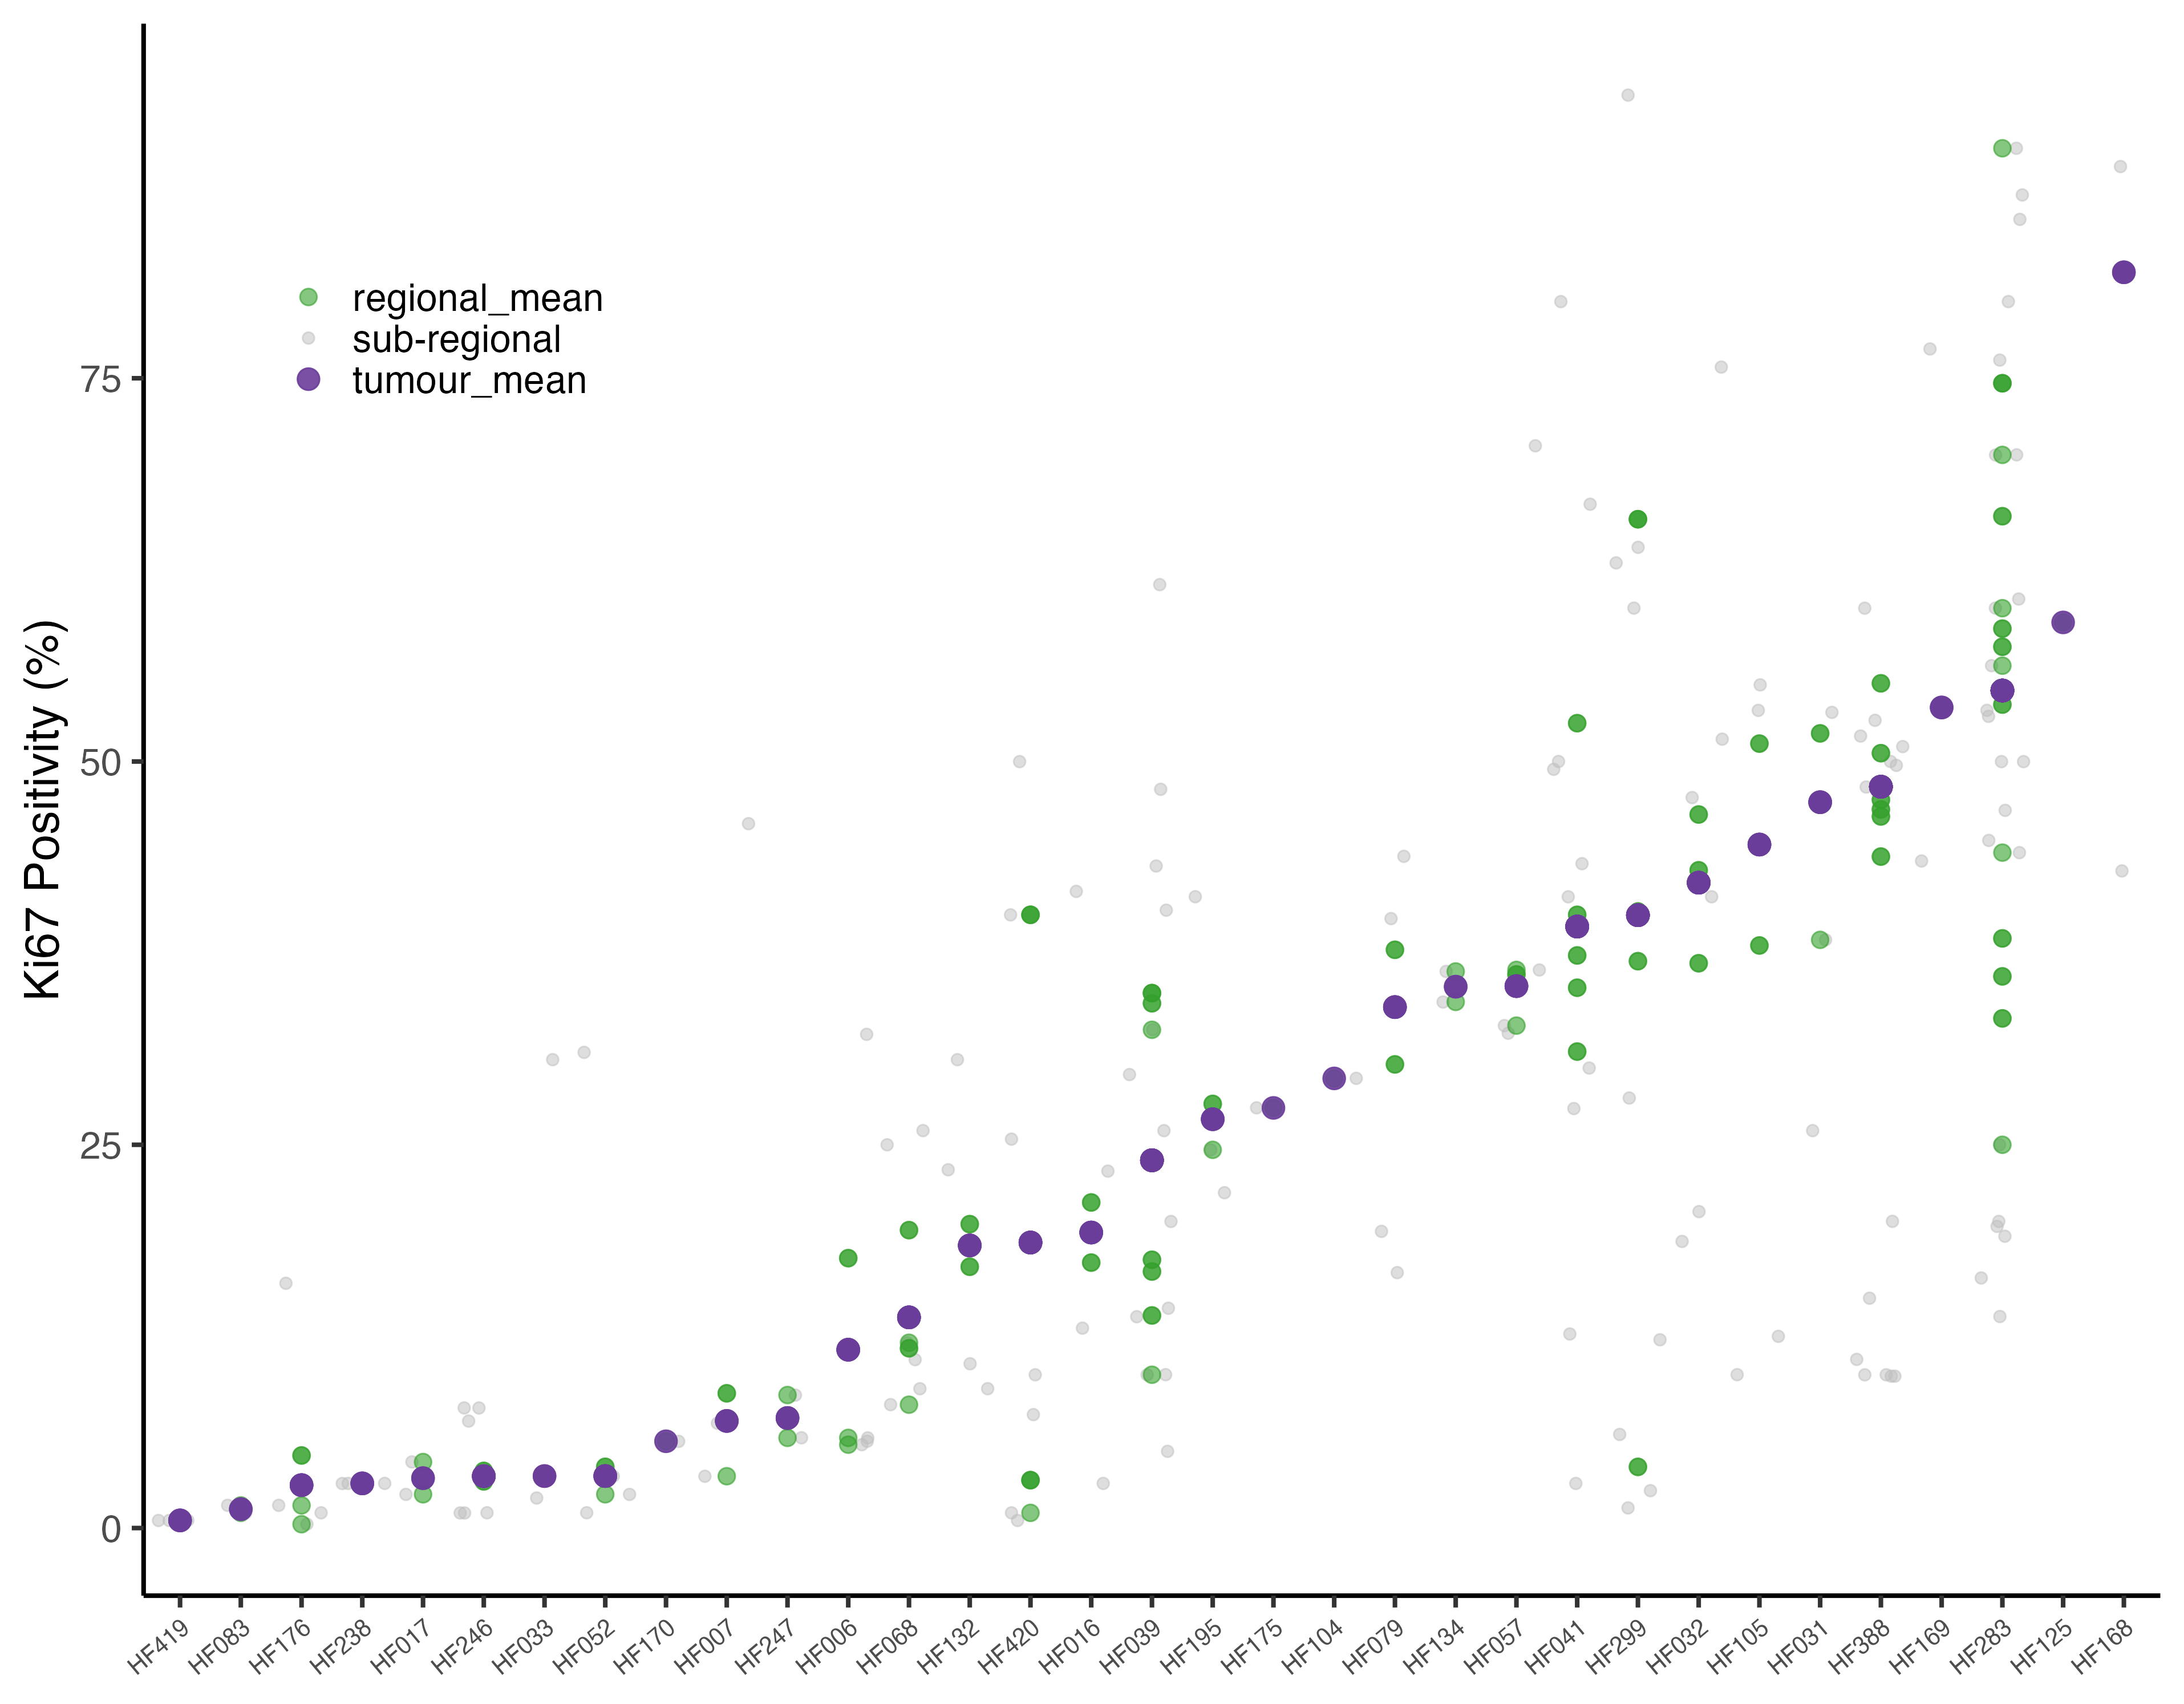 Ki67 Positivity (%)
75
50
25
0
regional_mean
sub-regional
tumour_mean
HF419
HF083
HF176
HF238
HF017
HF246
HF033
HF052
HF170
HF007
HF247
HF006
HF068
HF132
HF420
HF016
HF039
HF195
HF175
HF104
HF079
HF134
HF057
HF041
HF299
HF032
HF105
HF031
HF388
HF169
HF283
HF125
HF168